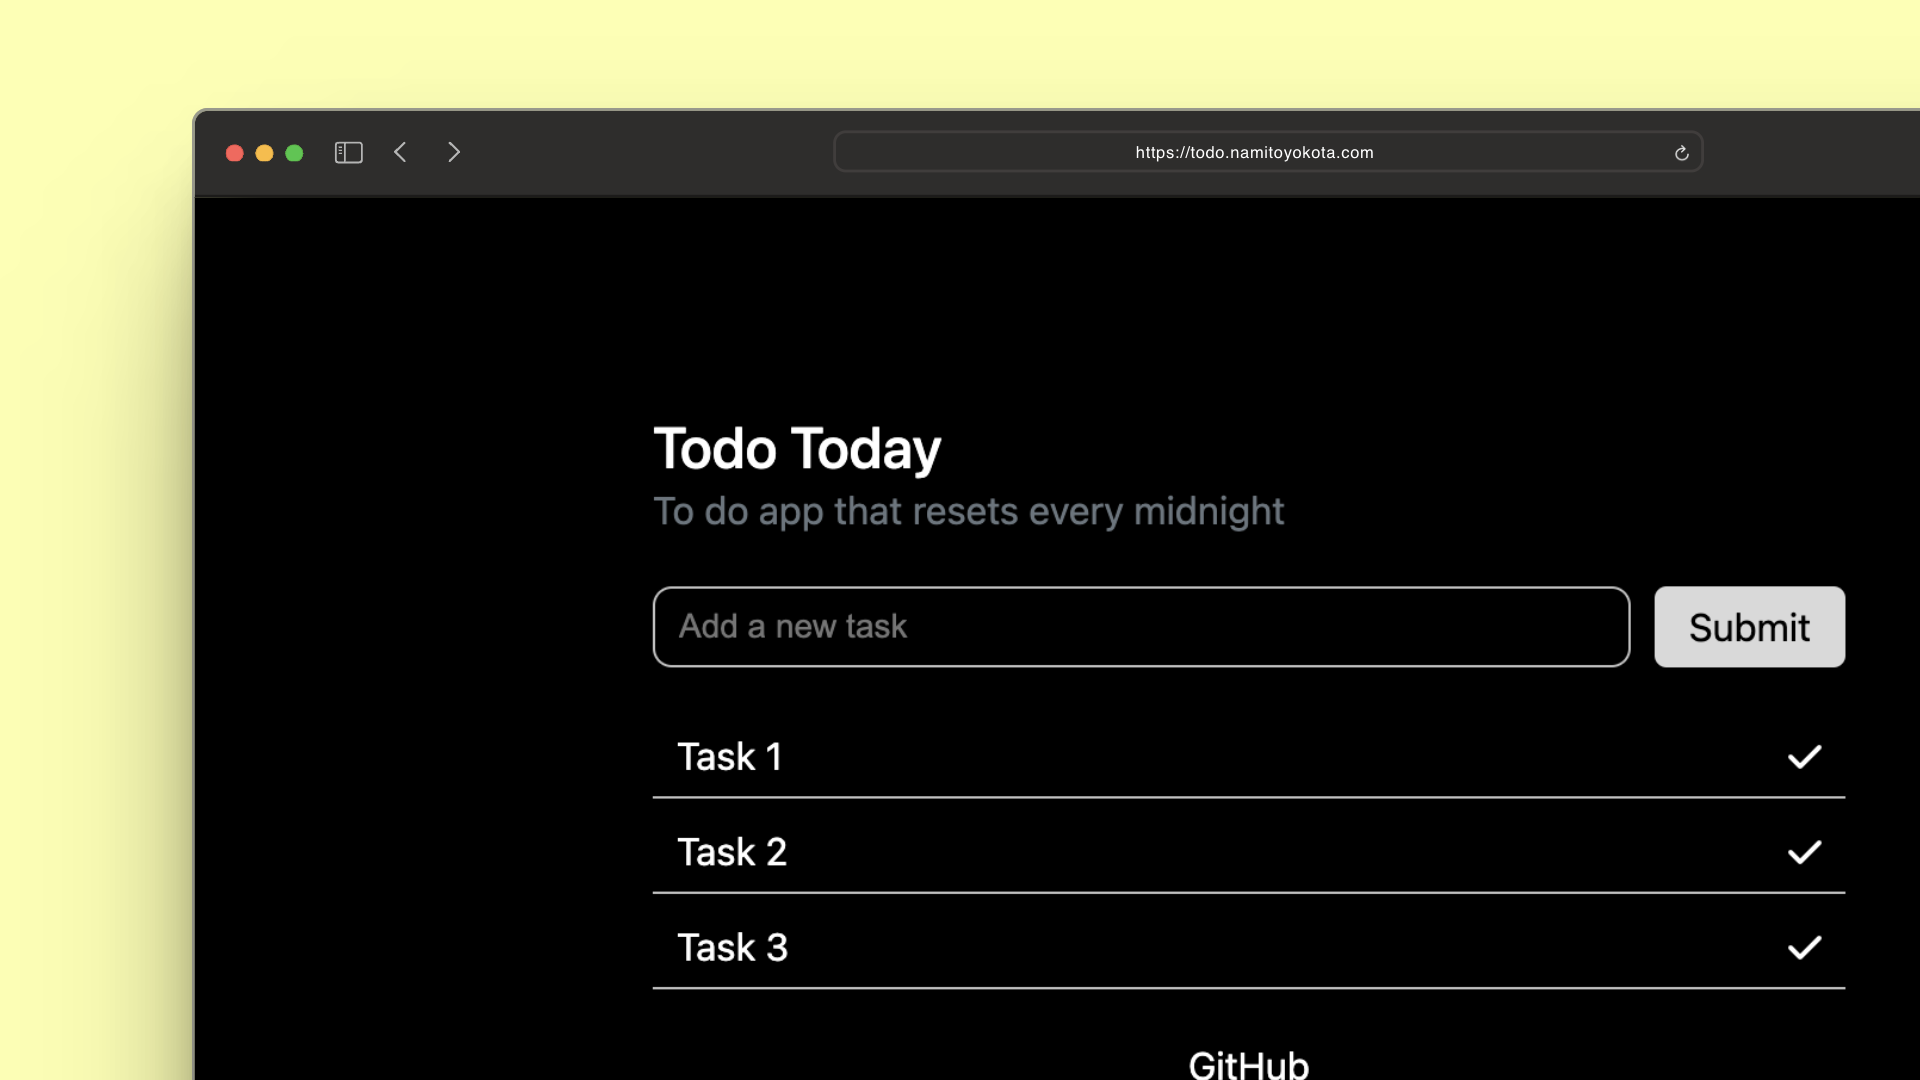 https://todo.namitoyokota.com
Todo Today
To do app that resets every midnight
Add a new task
Submit
Task 1
Task 2
Task 3
GitHub